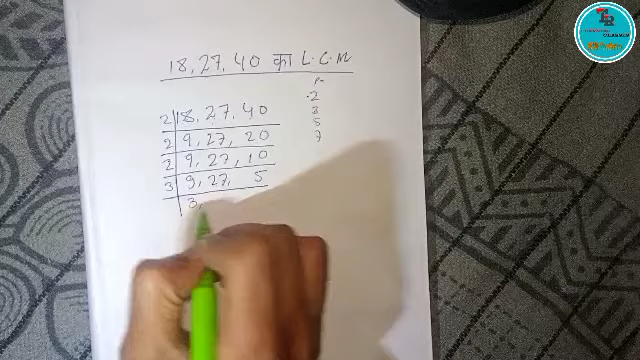 18, 27, 40 का L.C.M
P-
2
3
5
7
2 | 18, 27, 40
2 | 9, 27, 20
2 | 9, 27, 10
3 | 9, 27, 5
3,